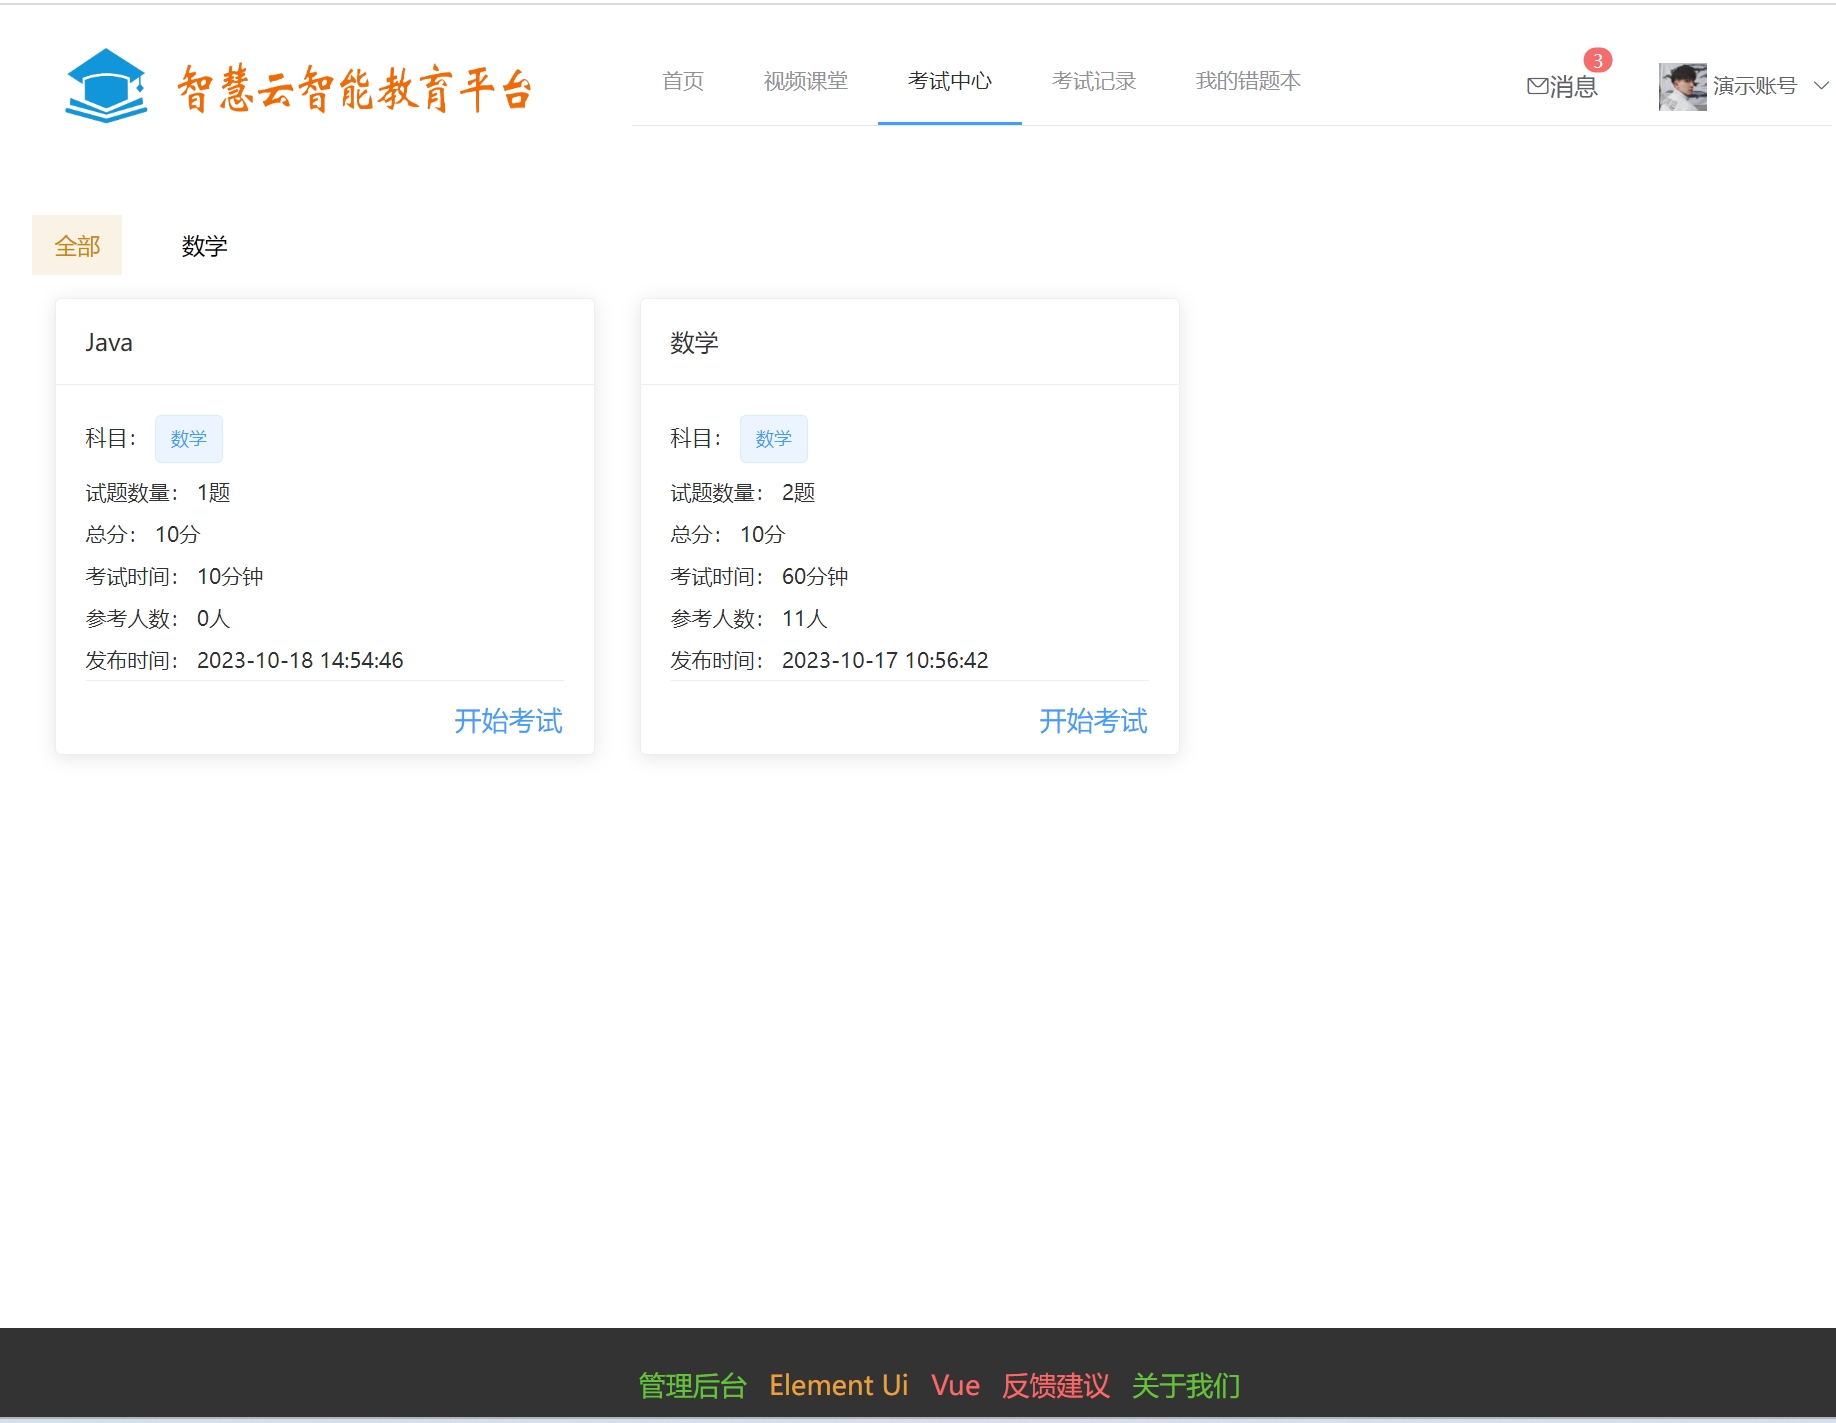 智慧云智能教育平台
首页 视频课堂 考试中心 考试记录 我的错题本
消息 3
演示账号
全部 数学
Java
科目： 数学
试题数量： 1题
总分： 10分
考试时间： 10分钟
参考人数： 0人
发布时间： 2023-10-18 14:54:46
开始考试
数学
科目： 数学
试题数量： 2题
总分： 10分
考试时间： 60分钟
参考人数： 11人
发布时间： 2023-10-17 10:56:42
开始考试
管理后台 Element Ui Vue 反馈建议 关于我们